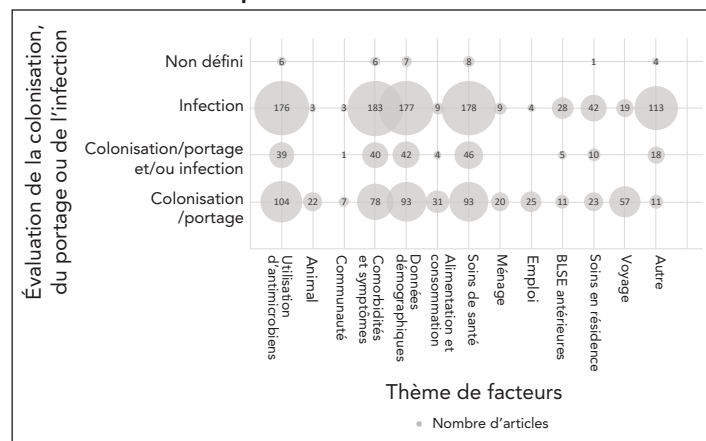 Évaluation de la colonisation,
du portage ou de l'infection
Non défini
6
6
7
8
1
4
Infection
176
3
3
183
177
9
178
9
4
28
42
19
113
Colonisation/portage
et/ou infection
39
1
40
42
4
46
5
10
18
Colonisation
/portage
104
22
7
78
93
31
93
20
25
11
23
57
11
Utilisation
d'antimicrobiens
Animal
Communauté
Comorbidités
et symptômes
Données
démographiques
Alimentation et
consommation
Soins de santé
Ménage
Emploi
BLSE antérieures
Soins en résidence
Voyage
Autre
Thème de facteurs
Nombre d'articles